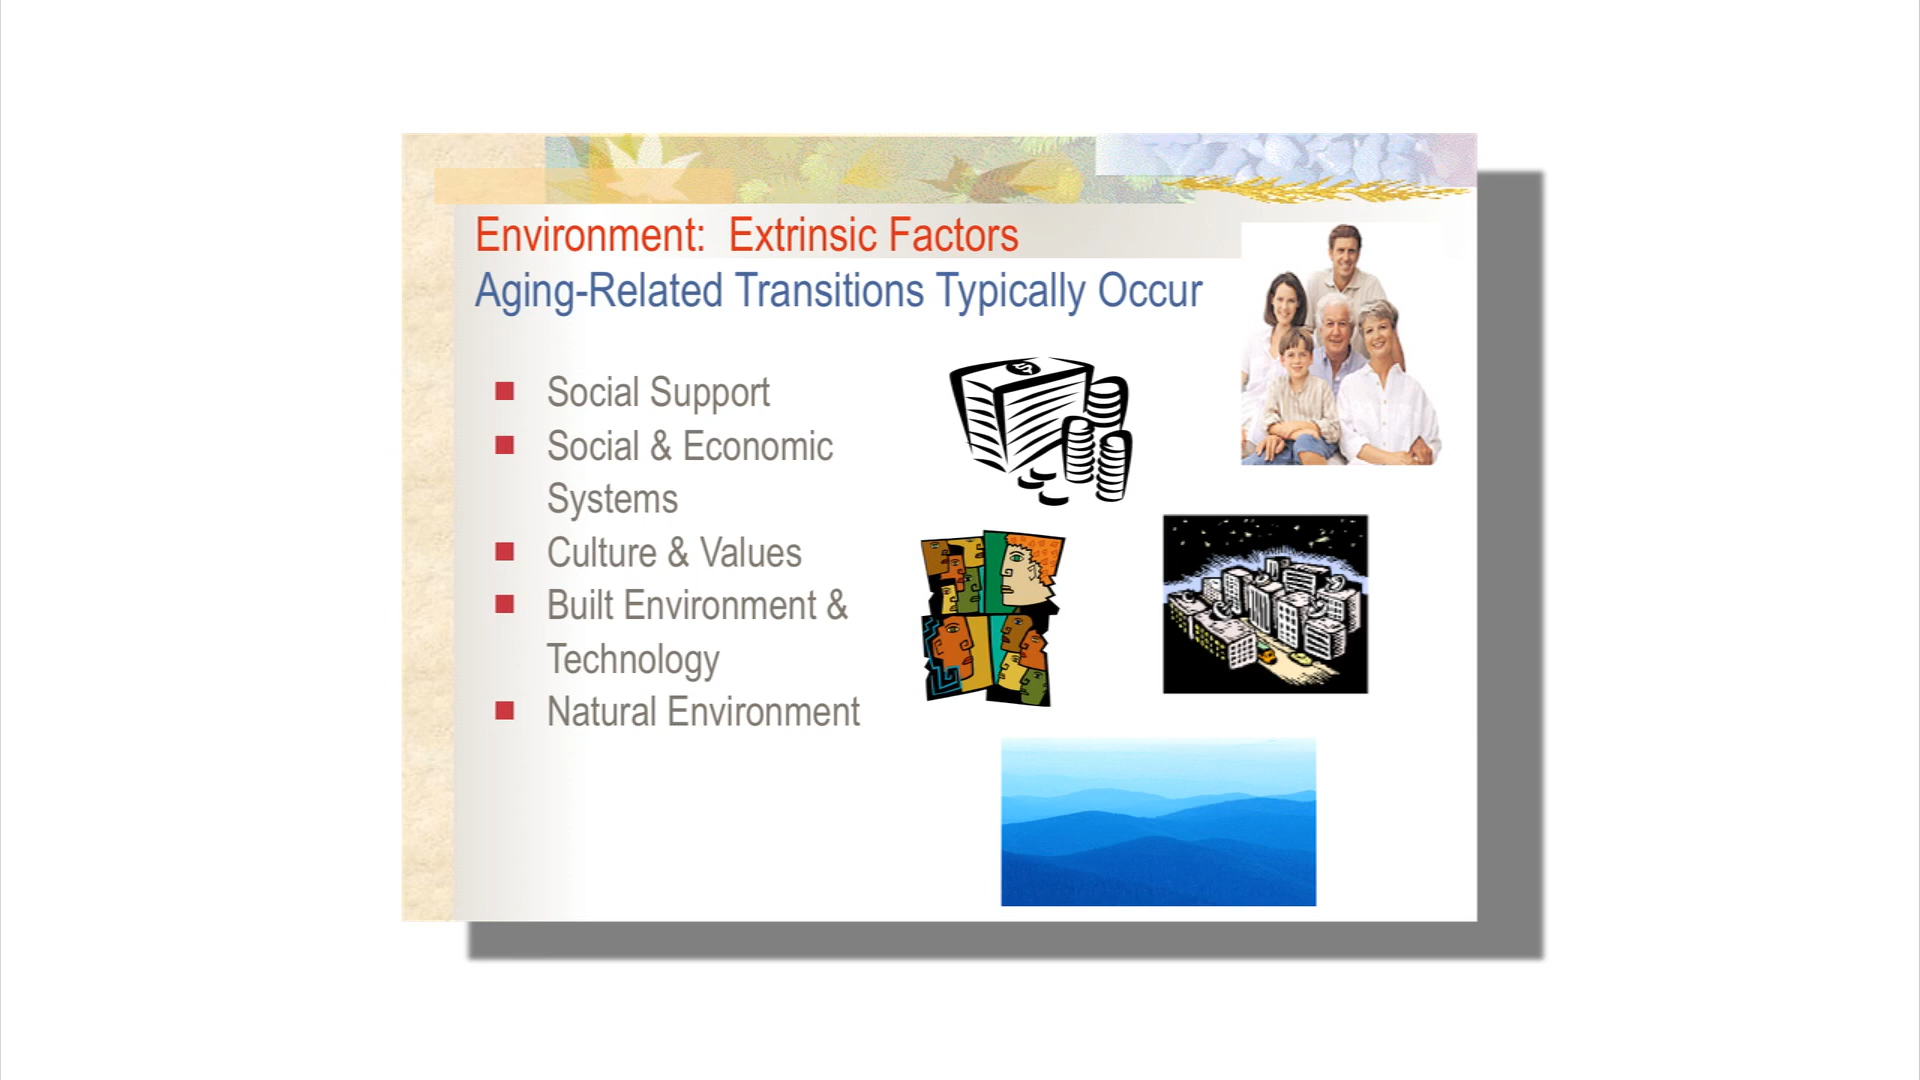 Environment:  Extrinsic Factors
Aging-Related Transitions Typically Occur
Social Support
Social & Economic
Systems
Culture & Values
Built Environment &
Technology
Natural Environment